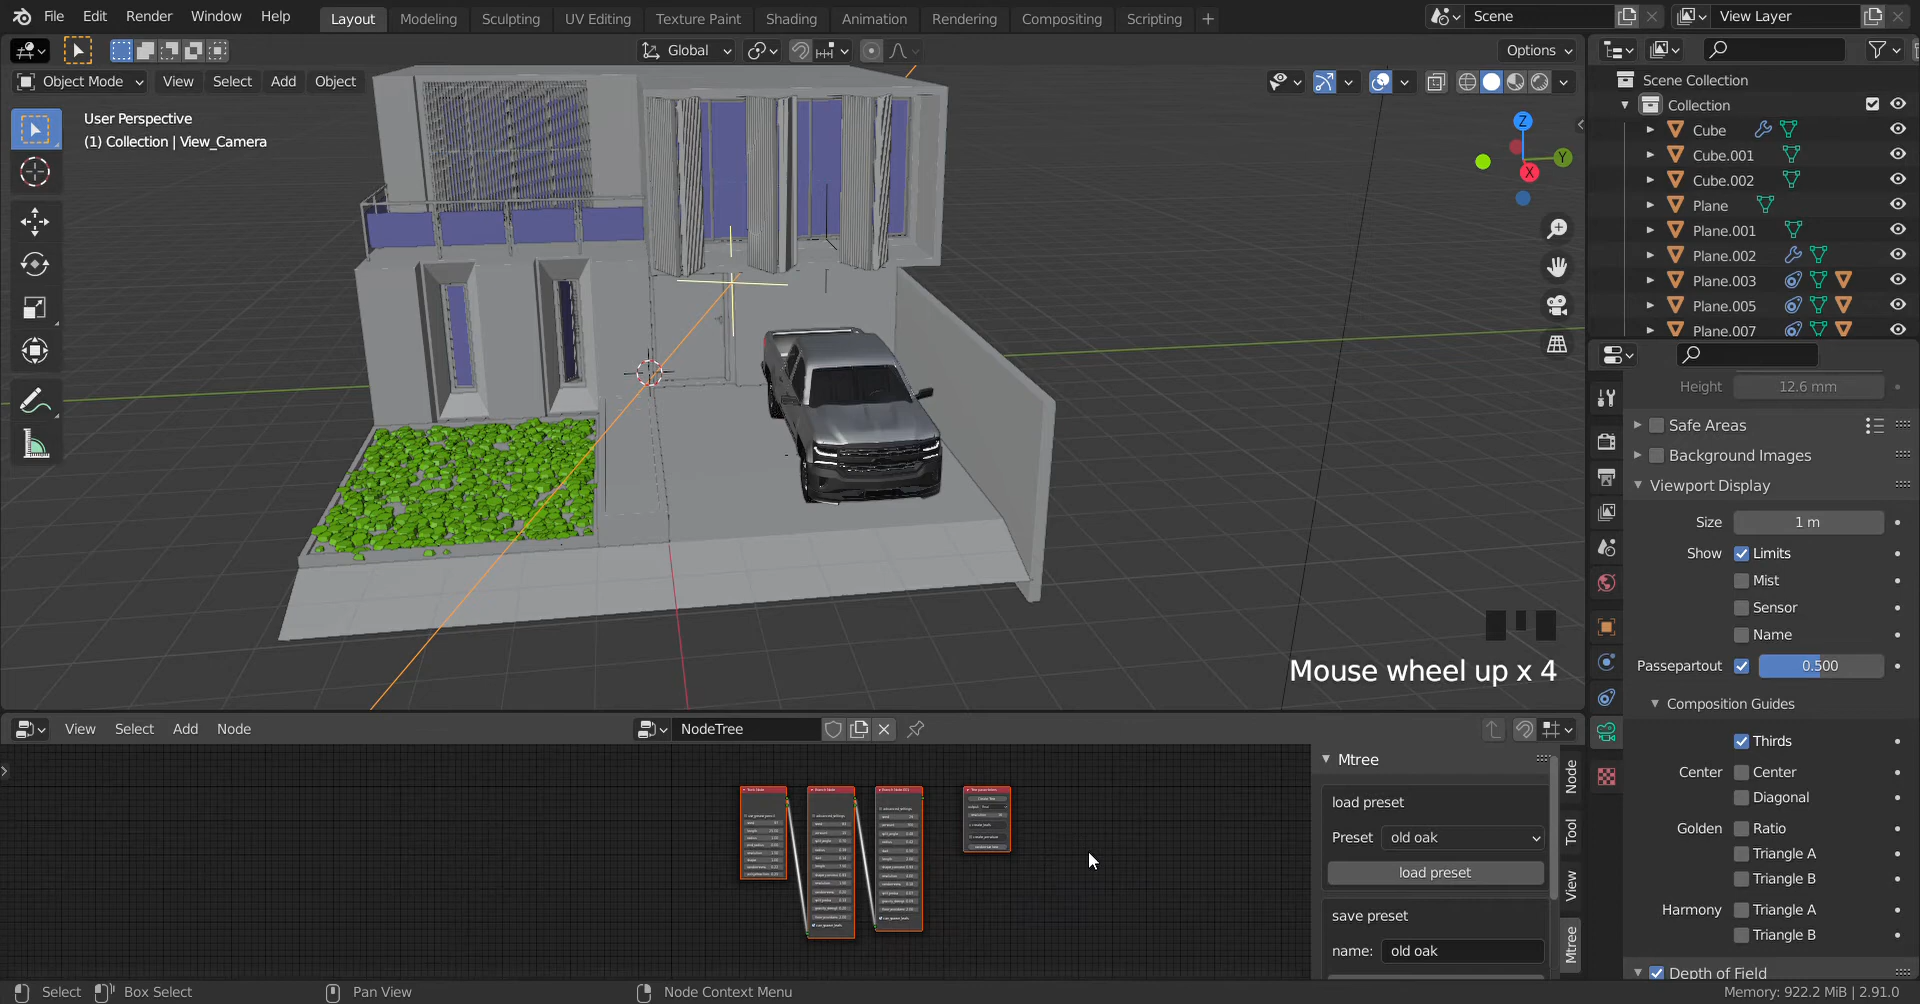 File Edit Render Window Help Layout Modeling Sculpting UV Editing Texture Paint Shading Animation Rendering Compositing Scripting + Scene View Layer
Global Options
Object Mode View Select Add Object
User Perspective
(1) Collection | View_Camera
Z
Y
X
Mouse wheel up x 4
Scene Collection
Collection
Cube
Cube.001
Cube.002
Plane
Plane.001
Plane.002
Plane.003
Plane.005
Plane.007
Height 12.6 mm
Safe Areas
Background Images
Viewport Display
Size 1 m
Show Limits
Mist
Sensor
Name
Passepartout 0.500
Composition Guides
Thirds
Center Center
Diagonal
Golden Ratio
Triangle A
Triangle B
Harmony Triangle A
Triangle B
Depth of Field
View Select Add Node NodeTree
Mtree
load preset
Preset old oak
load preset
save preset
name: old oak
Node
Tool
View
Mtree
Select Box Select Pan View Node Context Menu Memory: 922.2 MiB | 2.91.0